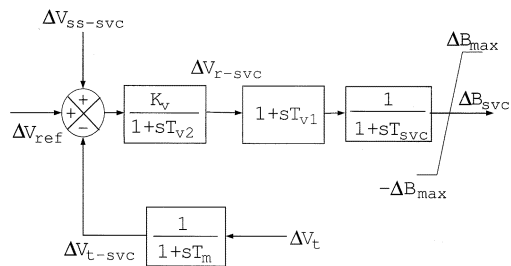 ΔV_ss-svc
ΔB_max
ΔV_r-svc
+
K_v
1
ΔB_svc
+
1+sT_v1
−
1+sT_v2
1+sT_svc
ΔV_ref
−ΔB_max
1
ΔV_t-svc
1+sT_m
ΔV_t